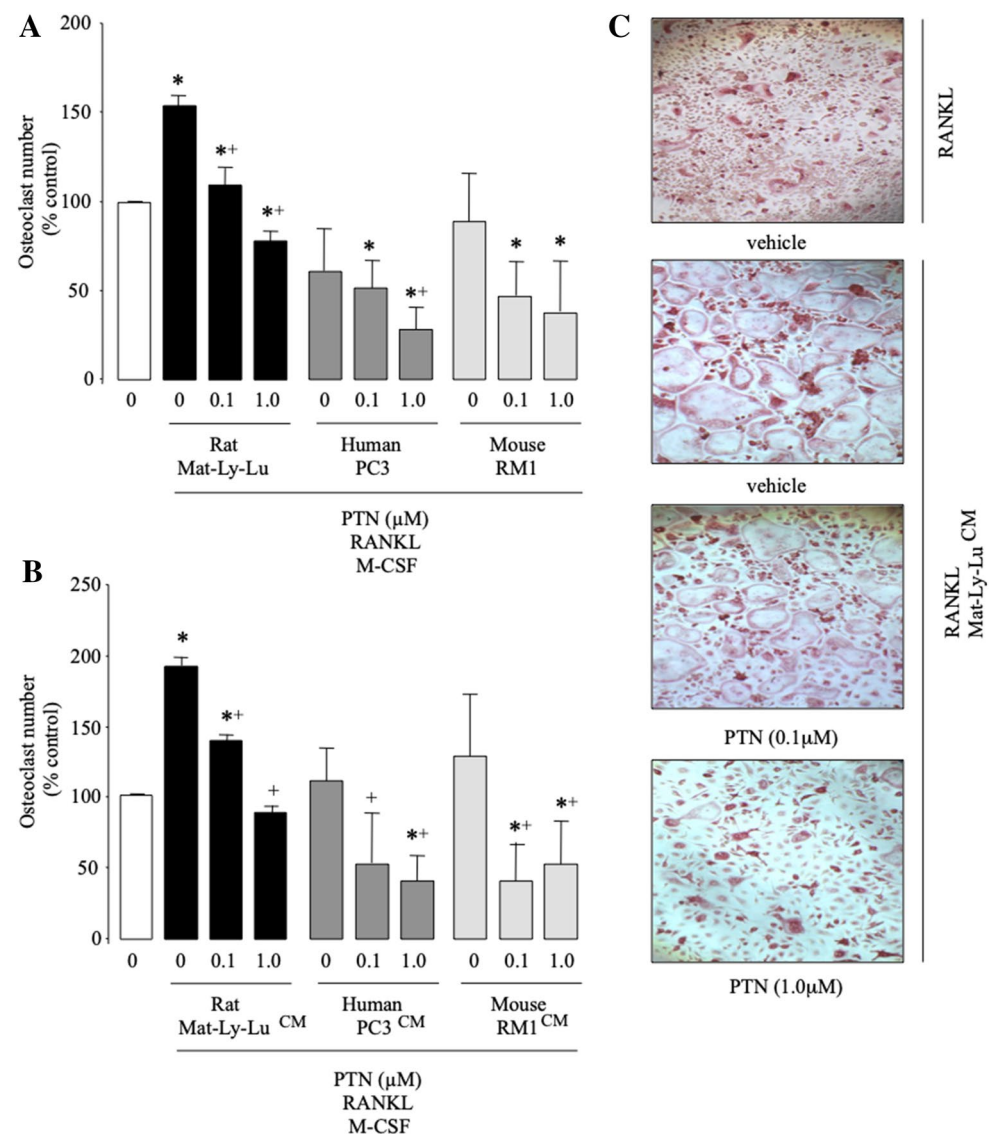 A
200
150
100
50
0
Osteoclast number
(% control)
*
*+
*+
*
*+
*
*
0 0 0.1 1.0 0 0.1 1.0 0 0.1 1.0
Rat
Mat-Ly-Lu
Human
PC3
Mouse
RM1
PTN (µM)
RANKL
M-CSF
B
250
200
150
100
50
0
Osteoclast number
(% control)
*
*+
+
+
*+
*+
*+
0 0 0.1 1.0 0 0.1 1.0 0 0.1 1.0
Rat
Mat-Ly-Lu CM
Human
PC3 CM
Mouse
RM1 CM
PTN (µM)
RANKL
M-CSF
C
RANKL
vehicle
vehicle
PTN (0.1µM)
PTN (1.0µM)
RANKL
Mat-Ly-Lu CM